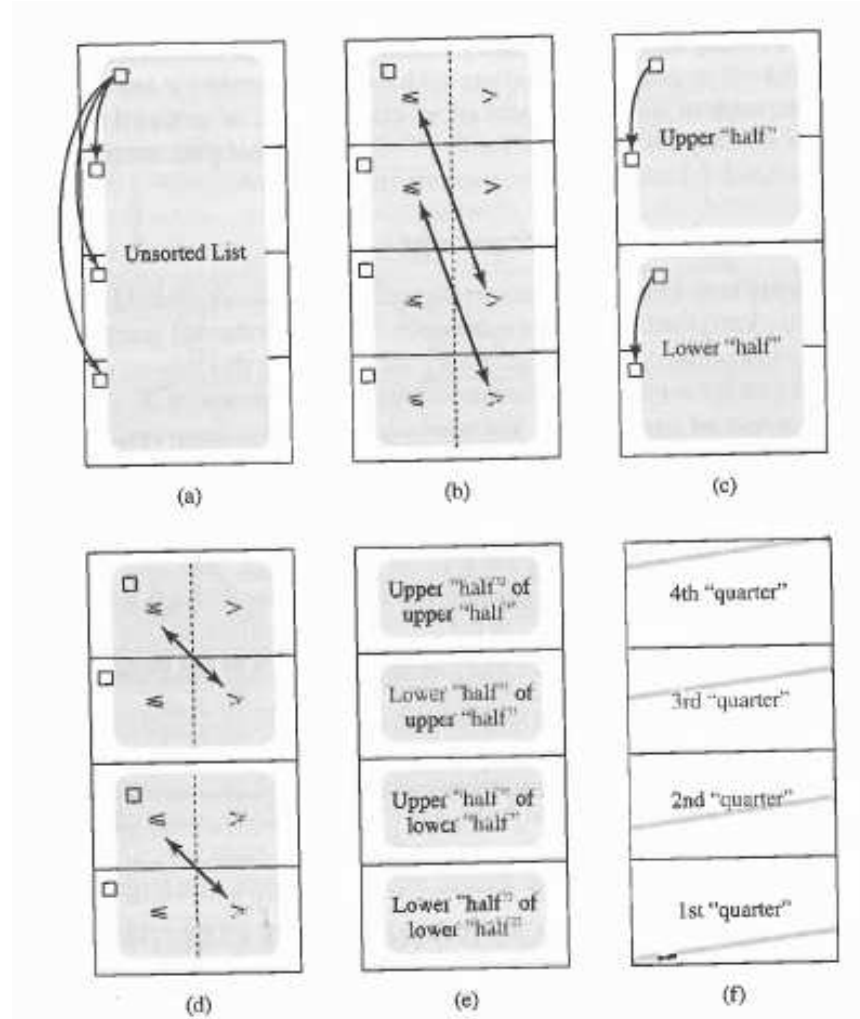 Unsorted List
≤ >
≤ >
≤ >
≤ >
Upper “half”
Lower “half”
(a)
(b)
(c)
≤ >
≤ >
≤ >
≤ >
Upper “half” of
upper “half”
Lower “half” of
upper “half”
Upper “half” of
lower “half”
Lower “half” of
lower “half”
4th “quarter”
3rd “quarter”
2nd “quarter”
1st “quarter”
(d)
(e)
(f)